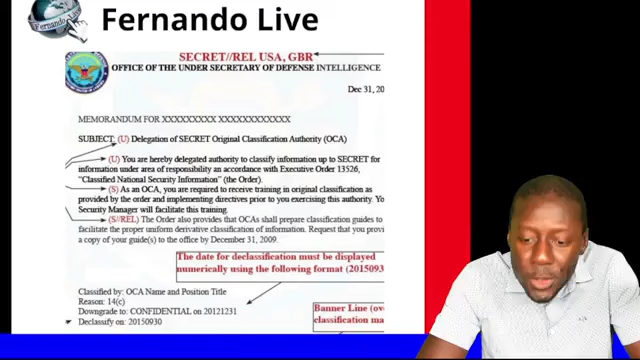 Fernando Live
Fernando Live
SECRET//REL USA, GBR
OFFICE OF THE UNDER SECRETARY OF DEFENSE INTELLIGENCE
Dec 31, 20
MEMORANDUM FOR XXXXXXXXX XXXXXXXXXXXXX
SUBJECT: (U) Delegation of SECRET Original Classification Authority (OCA)
(U) You are hereby delegated authority to classify information up to SECRET for
information under area of responsibility an accordance with Executive Order 13526,
“Classified National Security Information” (the Order).
(S) As an OCA, you are required to receive training in original classification as
provided by the order and implementing directives prior to you exercising this authority. Yo
Security Manager will facilitate this training.
(S//REL) The Order also provides that OCAs shall prepare classification guides to
facilitate the proper uniform derivative classification of information. Request that you provi
a copy of your guide(s) to the office by December 31, 2009.
The date for declassification must be displayed
numerically using the following format (2015093
Classified by: OCA Name and Position Title
Reason: 14(c)
Downgrade to: CONFIDENTIAL on 20121231
Declassify on: 20150930
Banner Line (ov
classification ma